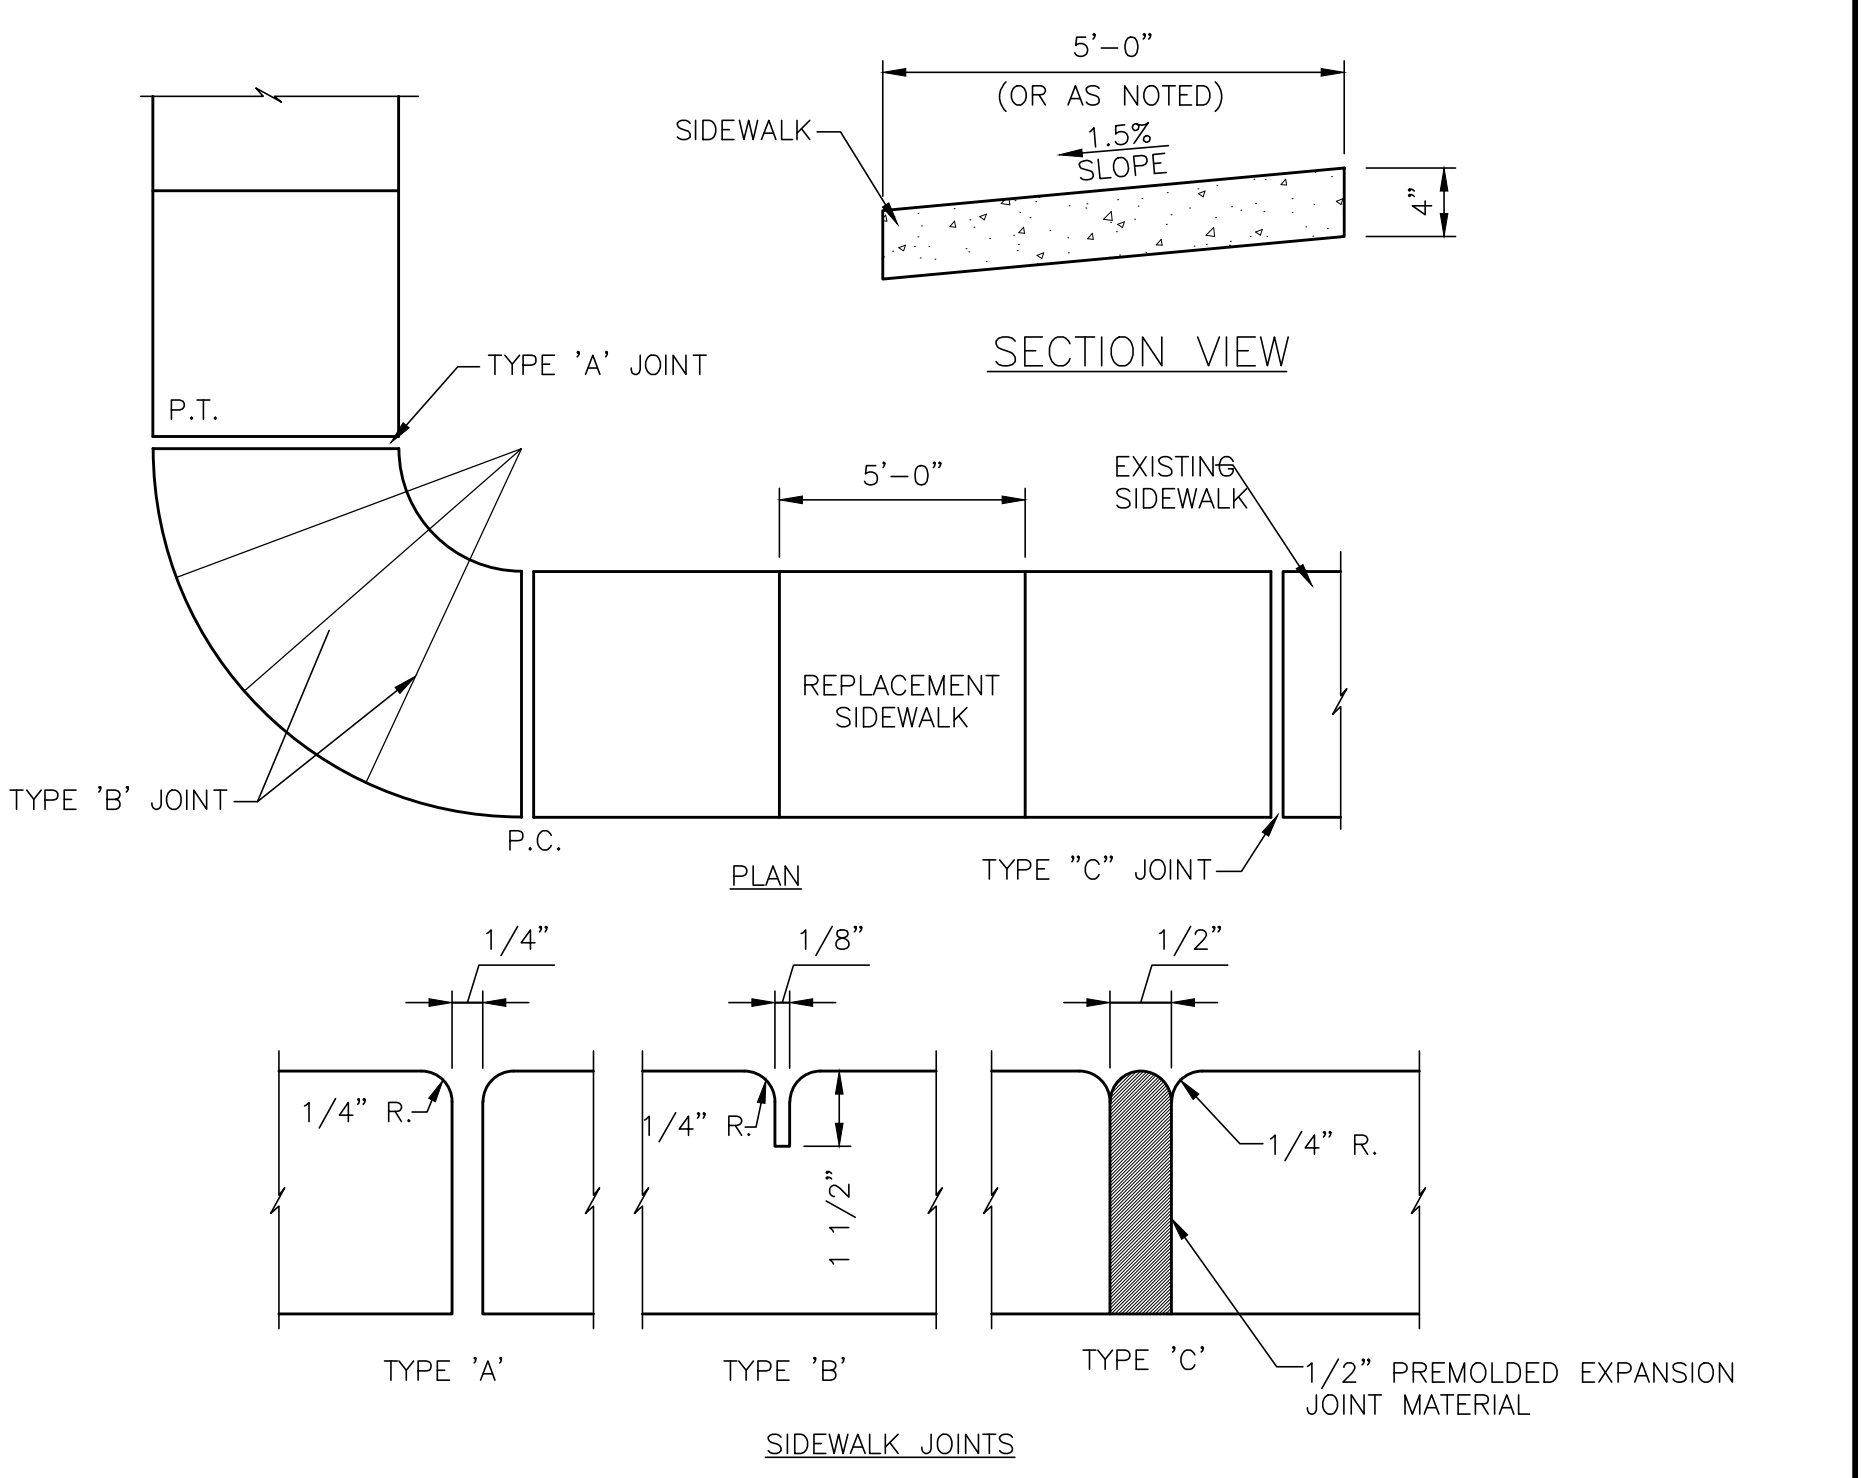 5'-0"
(OR AS NOTED)
SIDEWALK
1.5%
SLOPE
4"
SECTION VIEW
TYPE 'A' JOINT
P.T.
5'-0"
EXISTING
SIDEWALK
REPLACEMENT
SIDEWALK
TYPE 'B' JOINT
P.C.
PLAN
TYPE "C" JOINT
1/4"
1/8"
1/2"
1/4" R.
1/4" R.
1 1/2"
1/4" R.
TYPE 'A'
TYPE 'B'
TYPE 'C'
1/2" PREMOLDED EXPANSION
JOINT MATERIAL
SIDEWALK JOINTS